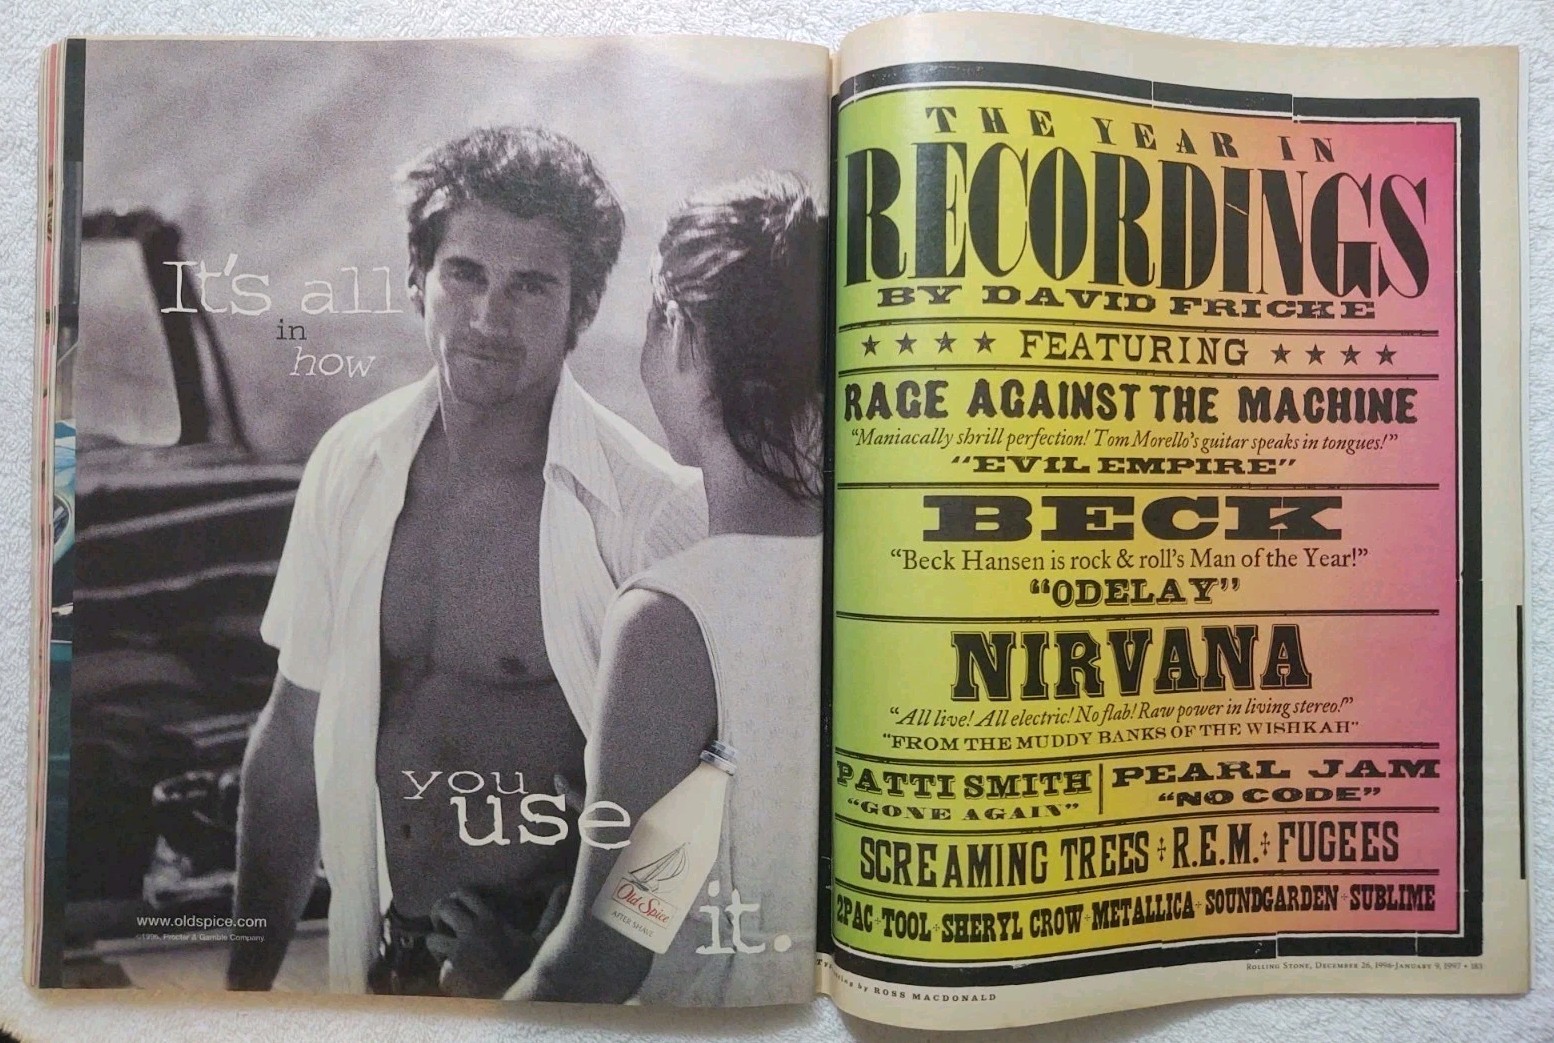 It's all
in
how
you
use
it.
Old Spice
AFTER SHAVE
www.oldspice.com
©1996, Procter & Gamble Company.
THE YEAR IN
RECORDINGS
BY DAVID FRICKE
FEATURING
RAGE AGAINST THE MACHINE
"Maniacally shrill perfection! Tom Morello's guitar speaks in tongues!"
"EVIL EMPIRE"
BECK
"Beck Hansen is rock & roll's Man of the Year!"
"ODELAY"
NIRVANA
"All live! All electric! No flab! Raw power in living stereo!"
"FROM THE MUDDY BANKS OF THE WISHKAH"
PATTI SMITH
"GONE AGAIN"
PEARL JAM
"NO CODE"
SCREAMING TREES R.E.M. FUGEES
2PAC TOOL SHERYL CROW METALLICA SOUNDGARDEN SUBLIME
ROLLING STONE, DECEMBER 26, 1996-JANUARY 9, 1997 • 183
by ROSS MACDONALD